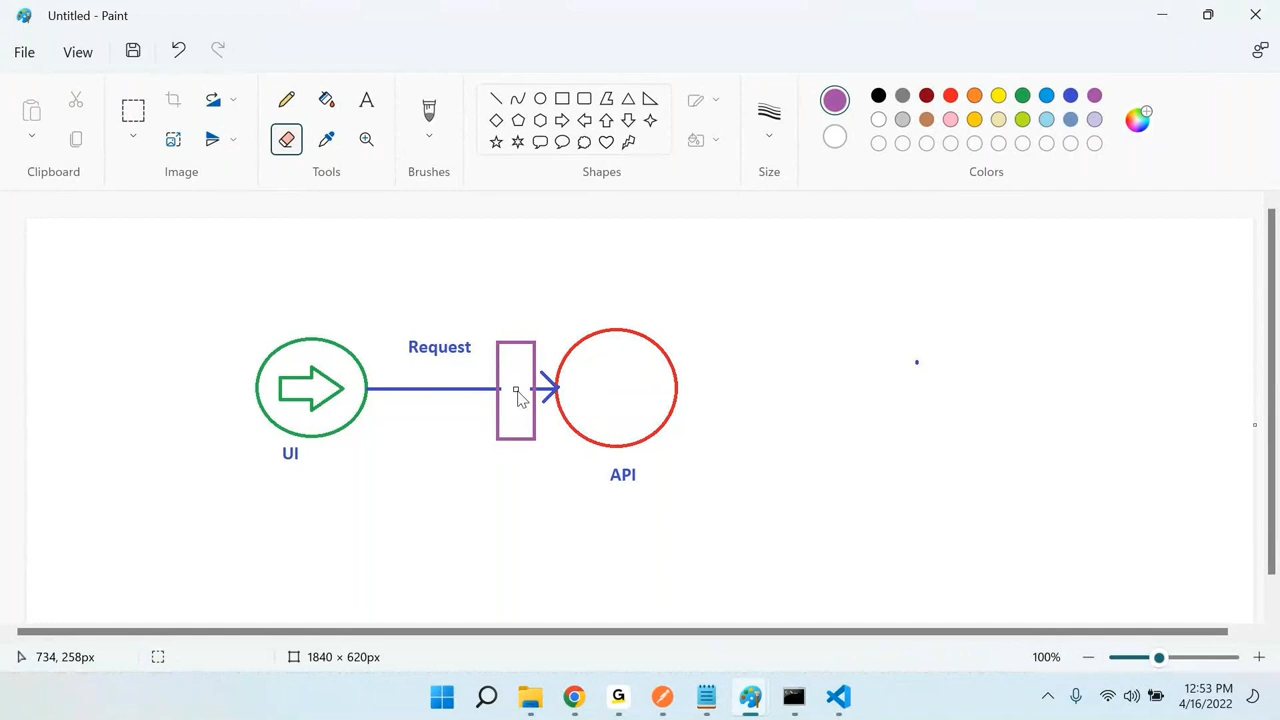 Untitled - Paint
File
View
A
Clipboard
Image
Tools
Brushes
Shapes
Size
Colors
Request
UI
API
734, 258px
1840 × 620px
100%
G
12:53 PM
4/16/2022